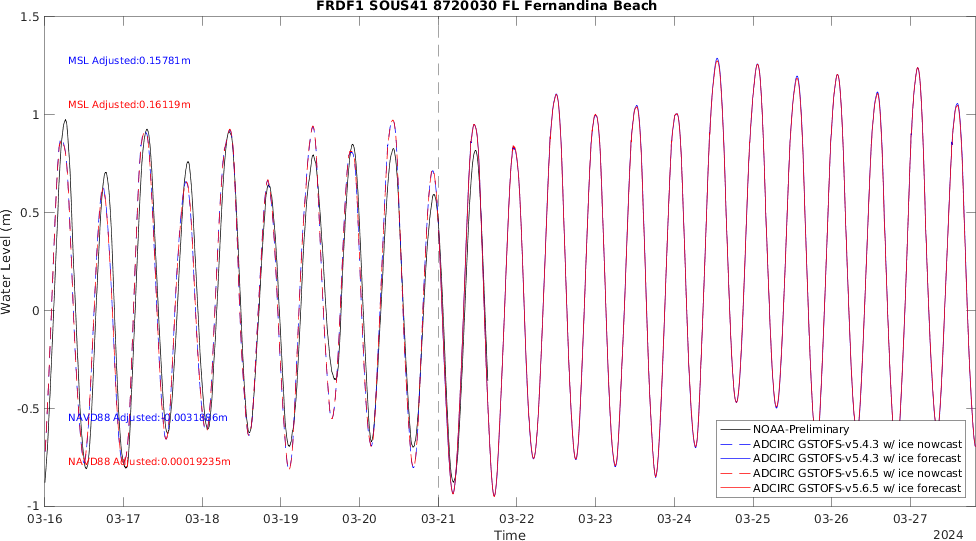 FRDF1 SOUS41 8720030 FL Fernandina Beach
1.5
1
0.5
0
-0.5
-1
Water Level (m)
MSL Adjusted:0.15781m
MSL Adjusted:0.16119m
NAVD88 Adjusted:-0.0031886m
NAVD88 Adjusted:0.00019235m
NOAA-Preliminary
ADCIRC GSTOFS-v5.4.3 w/ ice nowcast
ADCIRC GSTOFS-v5.4.3 w/ ice forecast
ADCIRC GSTOFS-v5.6.5 w/ ice nowcast
ADCIRC GSTOFS-v5.6.5 w/ ice forecast
03-16 03-17 03-18 03-19 03-20 03-21 03-22 03-23 03-24 03-25 03-26 03-27
Time
2024